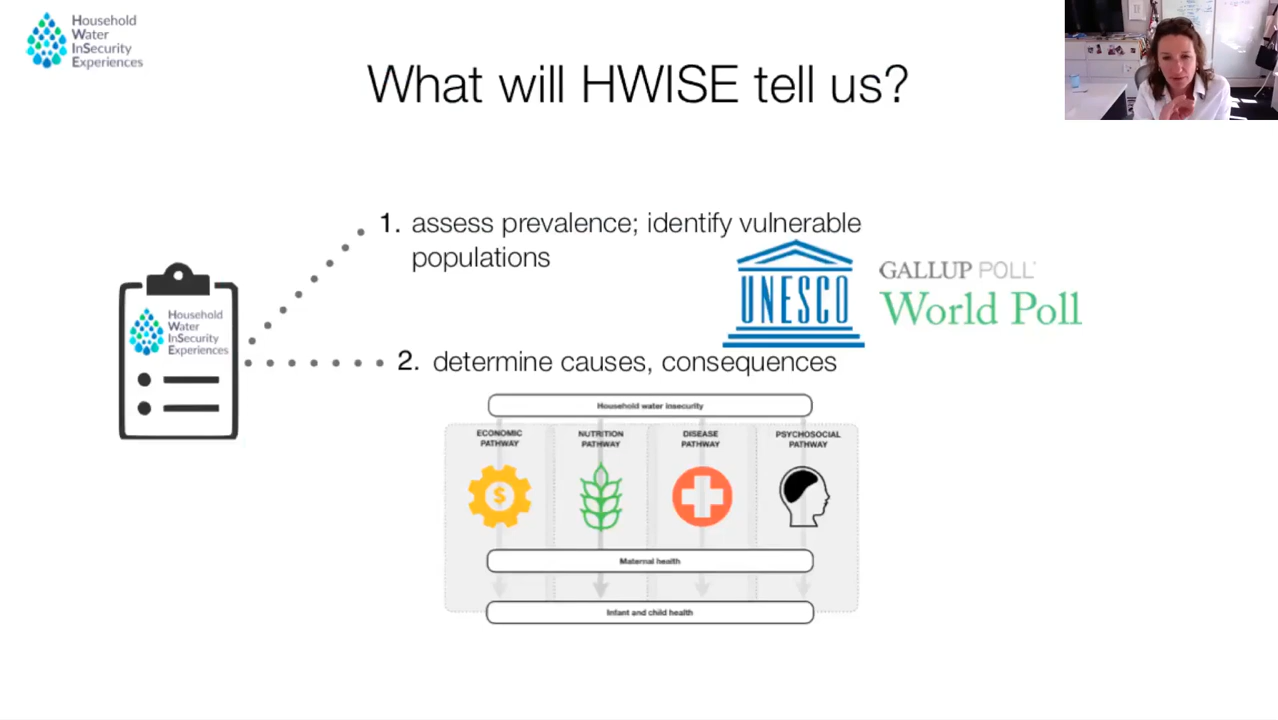 Household
Water
InSecurity
Experiences
What will HWISE tell us?
1. assess prevalence; identify vulnerable
populations
UNESCO
GALLUP POLL
World Poll
Household
Water
InSecurity
Experiences
2. determine causes, consequences
Household water insecurity
ECONOMIC
PATHWAY
NUTRITION
PATHWAY
DISEASE
PATHWAY
PSYCHOSOCIAL
PATHWAY
$
Maternal health
Infant and child health